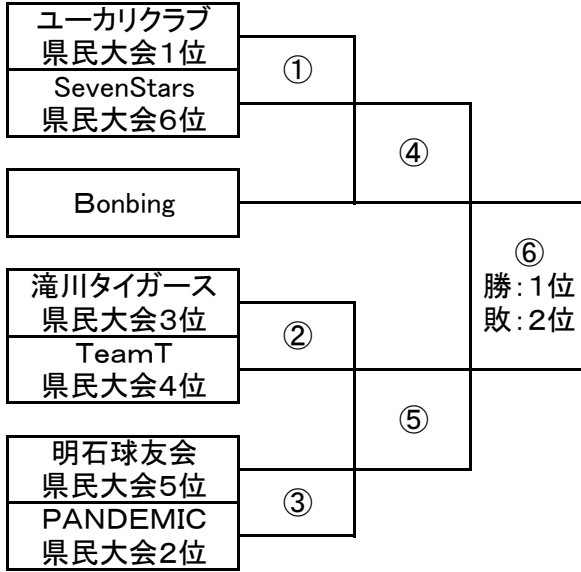 ユーカリクラブ
県民大会1位
①
SevenStars
県民大会6位
④
Bonbing
⑥
勝：1位
敗：2位
滝川タイガース
県民大会3位
②
TeamT
県民大会4位
⑤
明石球友会
県民大会5位
③
PANDEMIC
県民大会2位